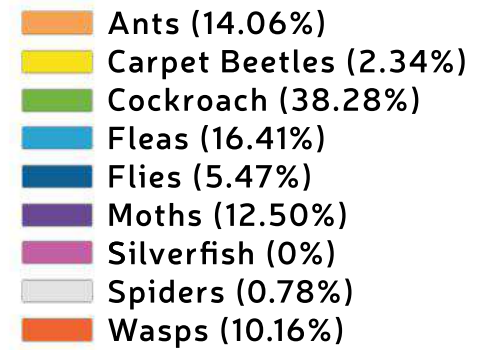 Ants (14.06%)
Carpet Beetles (2.34%)
Cockroach (38.28%)
Fleas (16.41%)
Flies (5.47%)
Moths (12.50%)
Silverfish (0%)
Spiders (0.78%)
Wasps (10.16%)